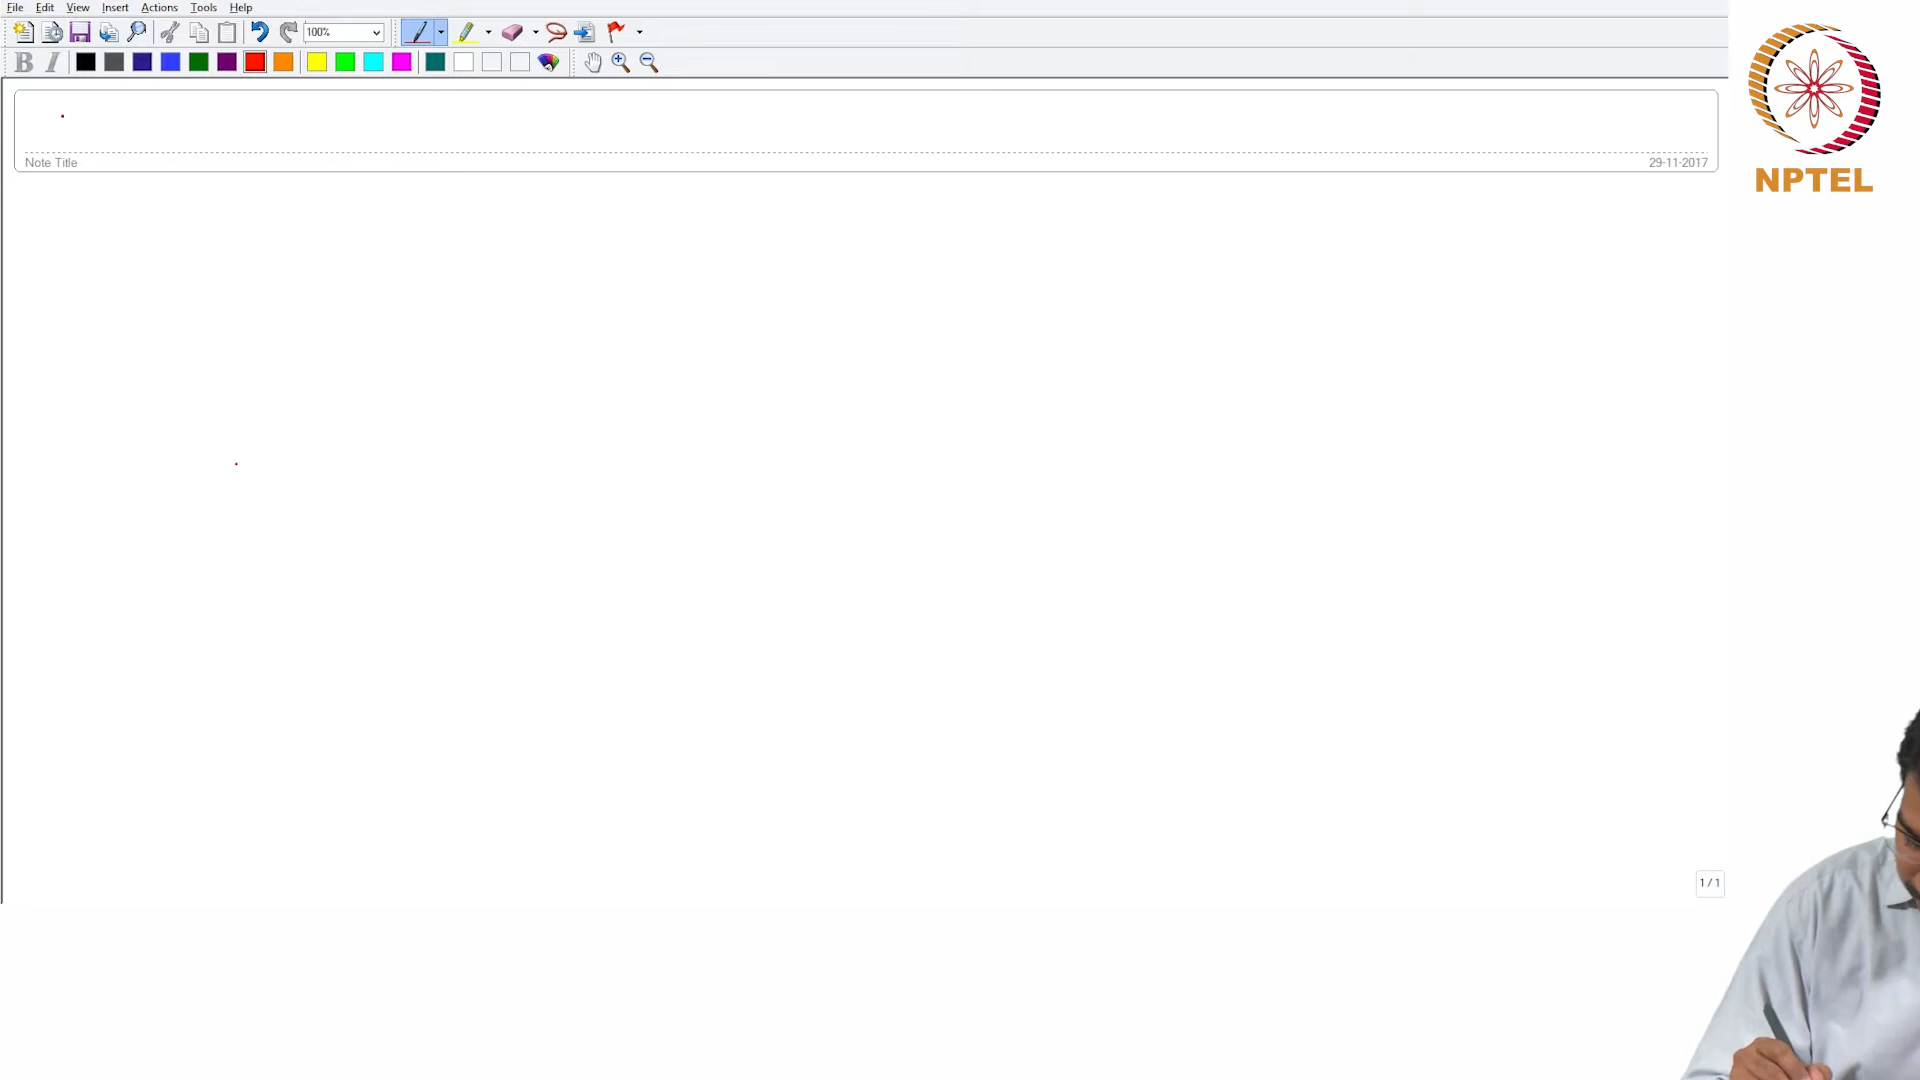 File Edit View Insert Actions Tools Help
100%
B I
Note Title
29-11-2017
NPTEL
1 / 1